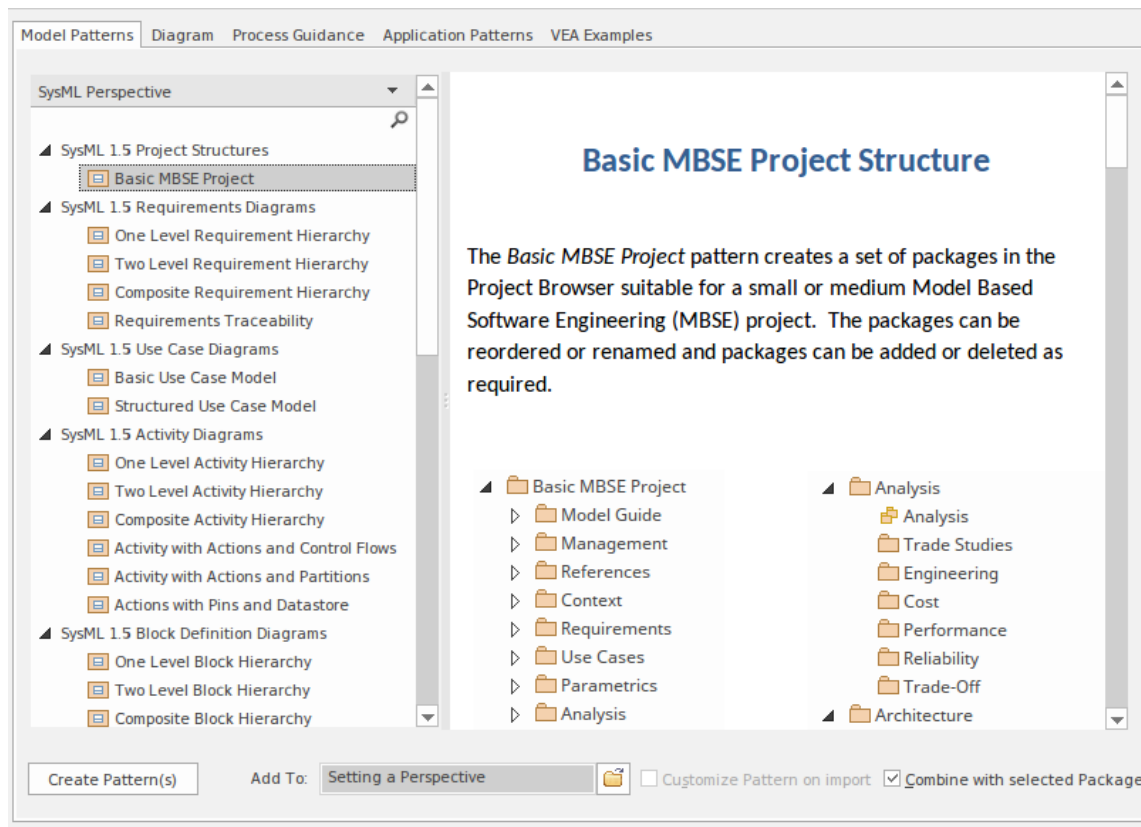 Model Patterns Diagram Process Guidance Application Patterns VEA Examples
SysML Perspective
SysML 1.5 Project Structures
Basic MBSE Project
SysML 1.5 Requirements Diagrams
One Level Requirement Hierarchy
Two Level Requirement Hierarchy
Composite Requirement Hierarchy
Requirements Traceability
SysML 1.5 Use Case Diagrams
Basic Use Case Model
Structured Use Case Model
SysML 1.5 Activity Diagrams
One Level Activity Hierarchy
Two Level Activity Hierarchy
Composite Activity Hierarchy
Activity with Actions and Control Flows
Activity with Actions and Partitions
Actions with Pins and Datastore
SysML 1.5 Block Definition Diagrams
One Level Block Hierarchy
Two Level Block Hierarchy
Composite Block Hierarchy
Basic MBSE Project Structure
The Basic MBSE Project pattern creates a set of packages in the
Project Browser suitable for a small or medium Model Based
Software Engineering (MBSE) project. The packages can be
reordered or renamed and packages can be added or deleted as
required.
Basic MBSE Project
Model Guide
Management
References
Context
Requirements
Use Cases
Parametrics
Analysis
Analysis
Analysis
Trade Studies
Engineering
Cost
Performance
Reliability
Trade-Off
Architecture
Create Pattern(s) Add To: Setting a Perspective Customize Pattern on import Combine with selected Package